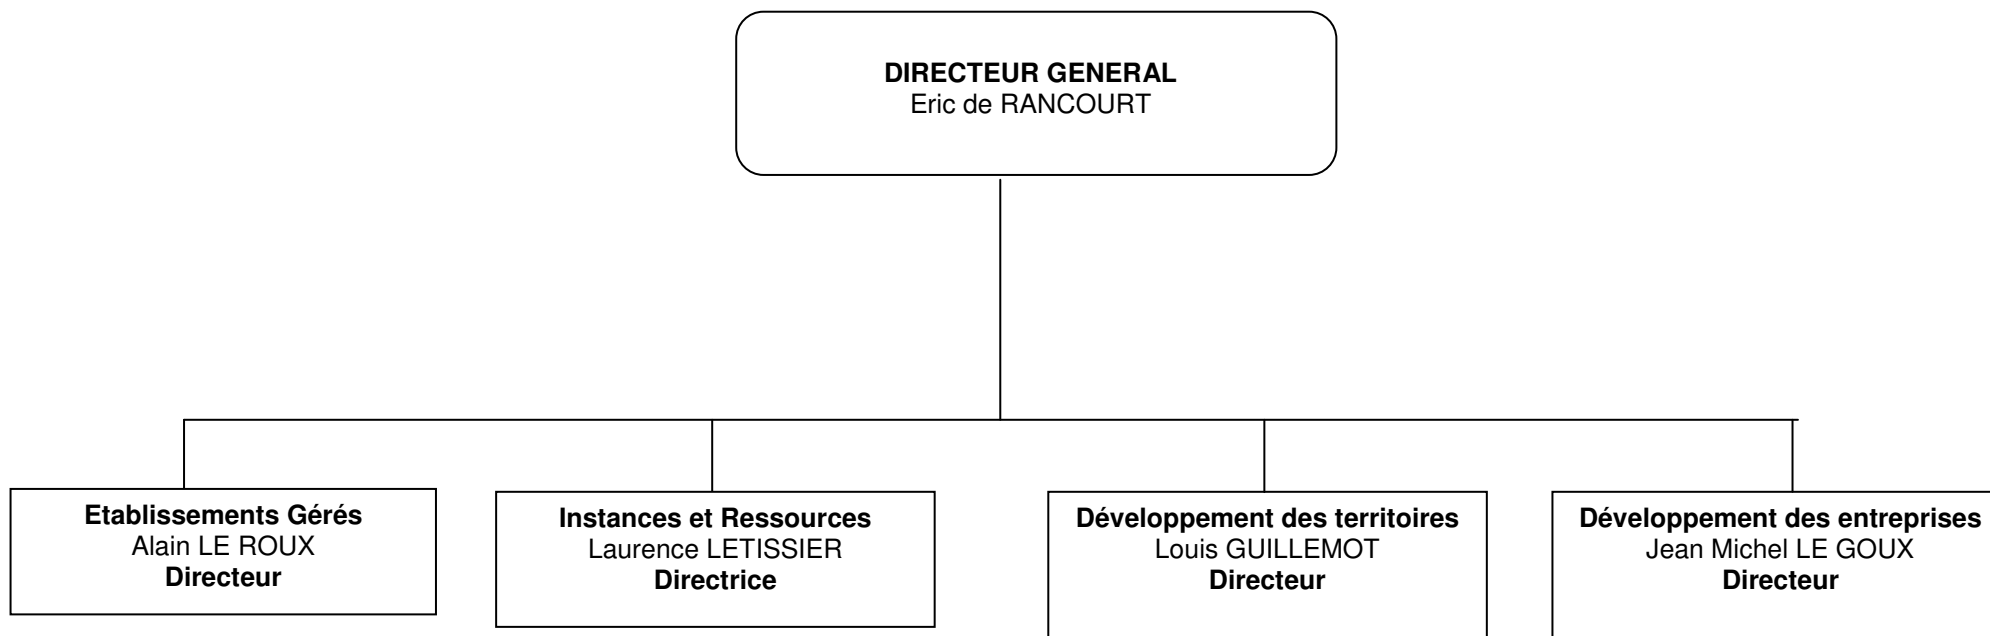 DIRECTEUR GENERAL
Eric de RANCOURT
Etablissements Gérés
Alain LE ROUX
Directeur
Instances et Ressources
Laurence LETISSIER
Directrice
Développement des territoires
Louis GUILLEMOT
Directeur
Développement des entreprises
Jean Michel LE GOUX
Directeur